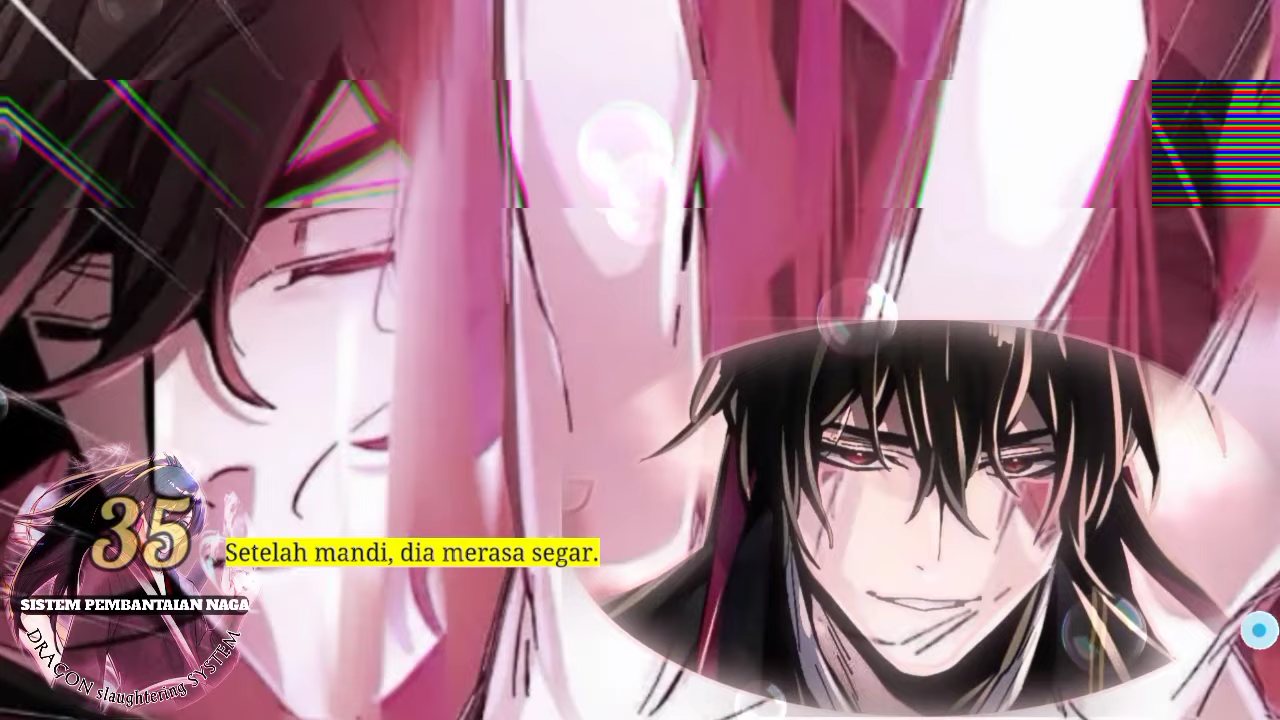 35
Setelah mandi, dia merasa segar.
SISTEM PEMBANTAIAN NAGA
DRAGON slaughtering SYSTEM